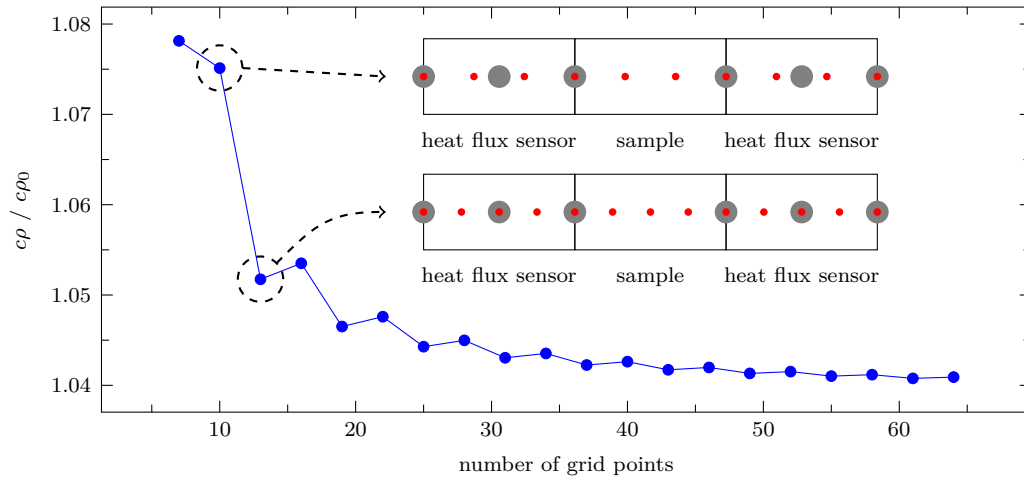 1.08
1.07
1.06
1.05
1.04
cρ / cρ0
heat flux sensor sample heat flux sensor
heat flux sensor sample heat flux sensor
10 20 30 40 50 60
number of grid points